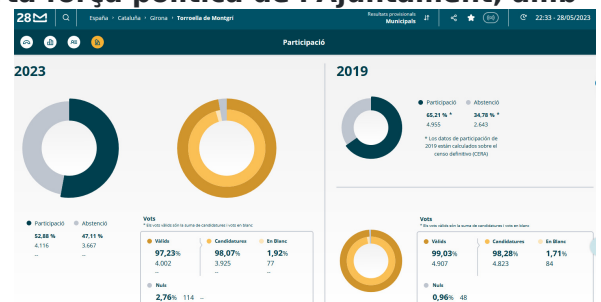 la força política de l'Ajuntament, amb
28M España › Cataluña › Girona › Torroella de Montgrí Resultats provisionals Municipals 22:33 · 28/05/2023
Participació
2023
2019
Participació Abstenció
65,21 % * 34,78 % *
4.955 2.643
* Los datos de participación de
2019 están calculados sobre el
censo definitivo (CERA)
Participació Abstenció
52,88 % 47,11 %
4.116 3.667
-- --
Vots
* Els vots vàlids són la suma de candidatures i vots en blanc
Vàlids Candidatures En Blanc
97,23% 98,07% 1,92%
4.002 3.925 77
-- -- --
Nuls
2,76% 114 --
Vots
* Els vots vàlids són la suma de candidatures i vots en blanc
Vàlids Candidatures En Blanc
99,03% 98,28% 1,71%
4.907 4.823 84
Nuls
0,96% 48